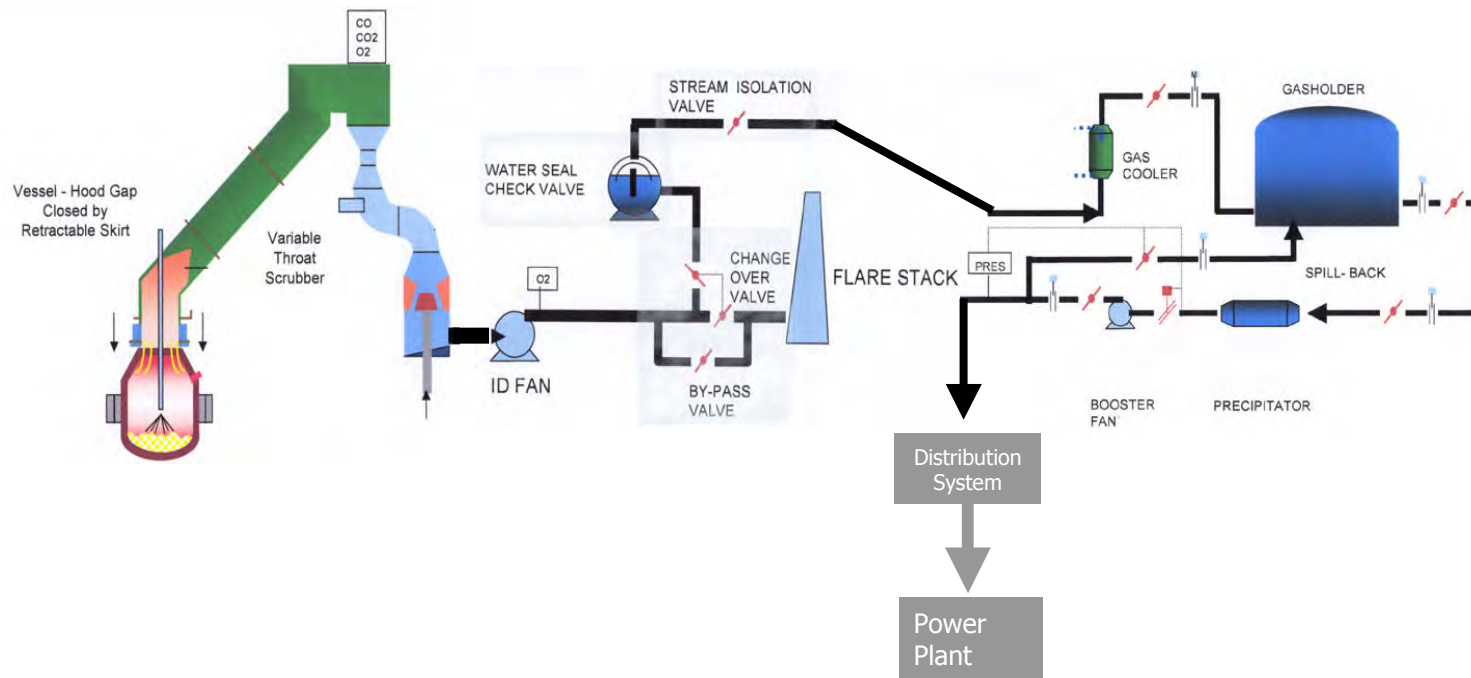 CO
CO2
O2
Vessel - Hood Gap
Closed by
Retractable Skirt
Variable
Throat
Scrubber
ID FAN
O2
WATER SEAL
CHECK VALVE
STREAM ISOLATION
VALVE
CHANGE
OVER
VALVE
BY-PASS
VALVE
FLARE STACK
GAS
COOLER
M
GASHOLDER
PRES
SPILL- BACK
BOOSTER
FAN
PRECIPITATOR
Distribution
System
Power
Plant